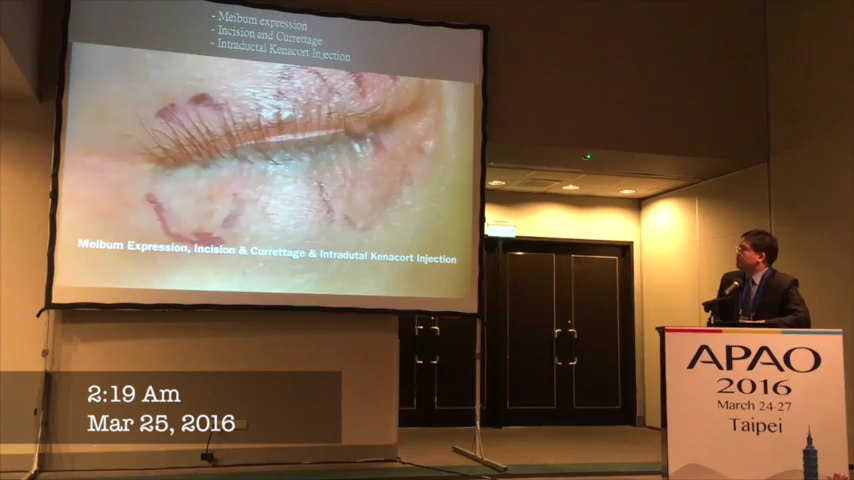 - Meibum expression
- Incision and Currettage
- Intraductal Kenacort Injection
Meibum Expression, Incision & Currettage & Intradutal Kenacort Injection
2:19 Am
Mar 25, 2016
APAO
2016
March 24-27
Taipei